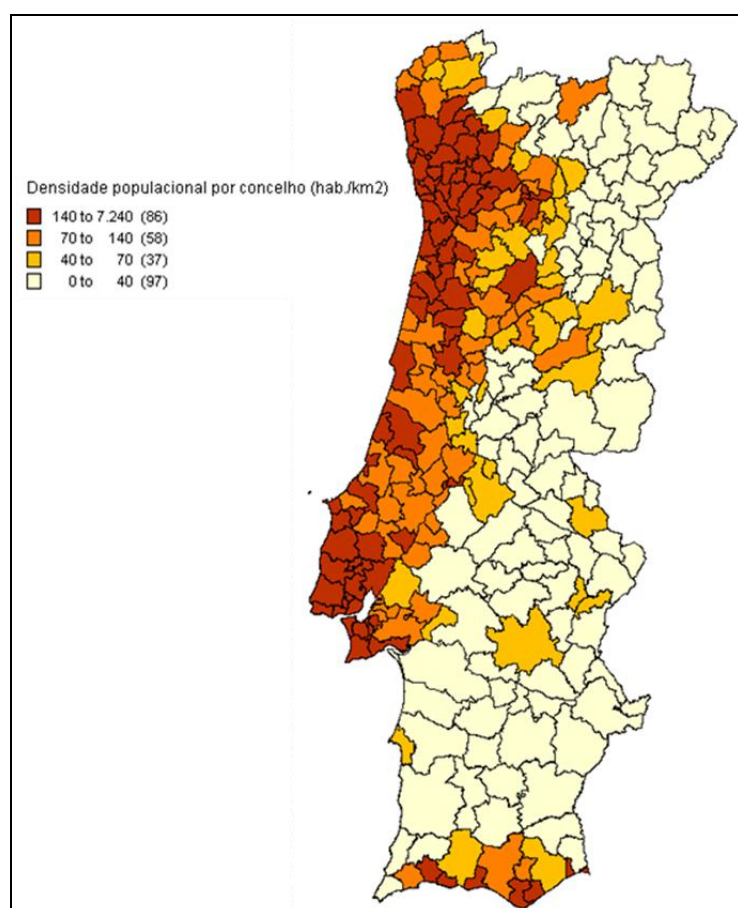 Densidade populacional por concelho (hab./km2)
140 to 7.240 (86)
70 to 140 (58)
40 to 70 (37)
0 to 40 (97)